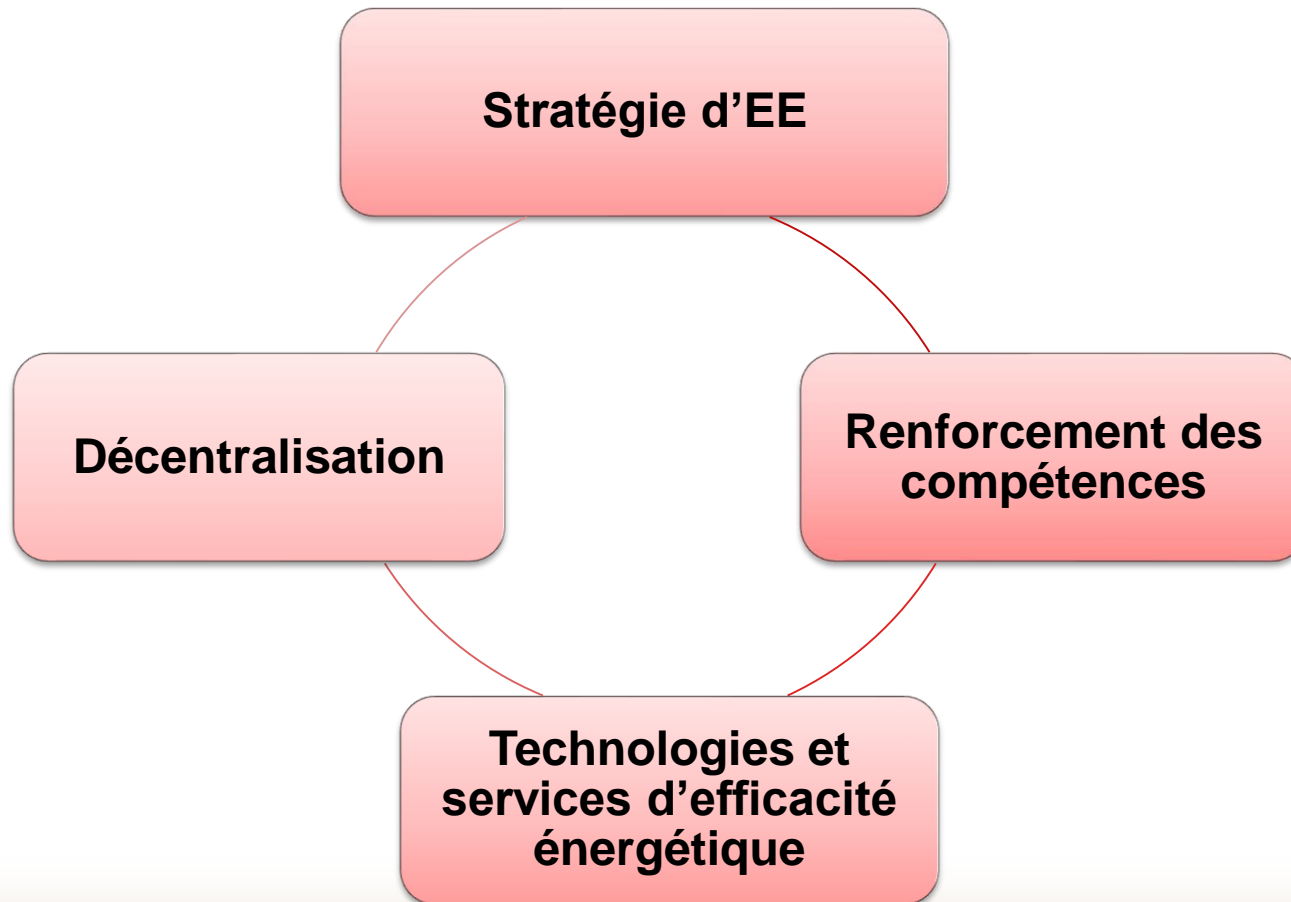 Stratégie d’EE
Décentralisation
Renforcement des
compétences
Technologies et
services d’efficacité
énergétique